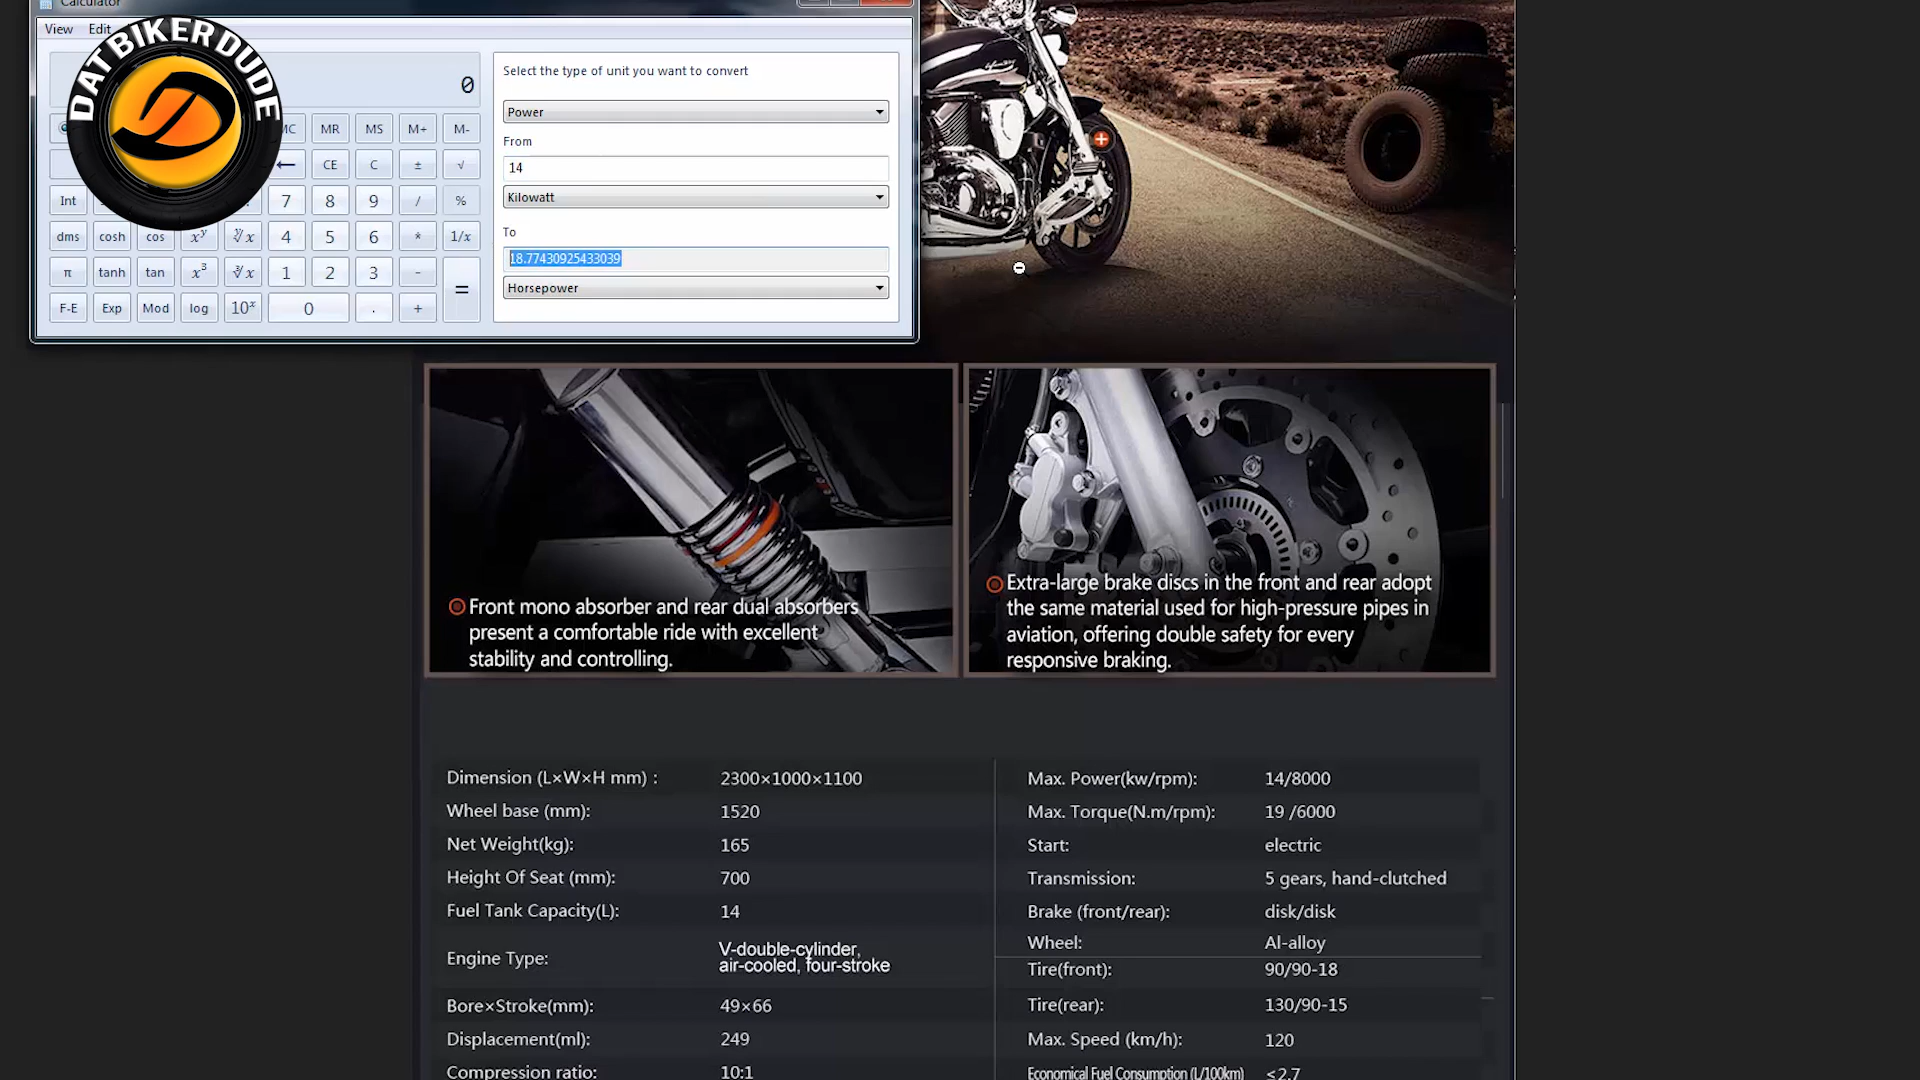 Calculator
View Edit
DAT BIKER DUDE
D
0
MC MR MS M+ M-
← CE C ± √
Int 7 8 9 / %
dms cosh cos xʸ ʸ√x 4 5 6 * 1/x
π tanh tan x³ ³√x 1 2 3 -
F-E Exp Mod log 10ˣ 0 . + =
Select the type of unit you want to convert
Power
From
14
Kilowatt
To
18.77430925433039
Horsepower
Front mono absorber and rear dual absorbers
present a comfortable ride with excellent
stability and controlling.
Extra-large brake discs in the front and rear adopt
the same material used for high-pressure pipes in
aviation, offering double safety for every
responsive braking.
Dimension (L×W×H mm) : 2300×1000×1100
Wheel base (mm): 1520
Net Weight(kg): 165
Height Of Seat (mm): 700
Fuel Tank Capacity(L): 14
Engine Type: V-double-cylinder,
air-cooled, four-stroke
Bore×Stroke(mm): 49×66
Displacement(ml): 249
Compression ratio: 10:1
Max. Power(kw/rpm): 14/8000
Max. Torque(N.m/rpm): 19 /6000
Start: electric
Transmission: 5 gears, hand-clutched
Brake (front/rear): disk/disk
Wheel: Al-alloy
Tire(front): 90/90-18
Tire(rear): 130/90-15
Max. Speed (km/h): 120
Economical Fuel Consumption (L/100km) ≤2.7